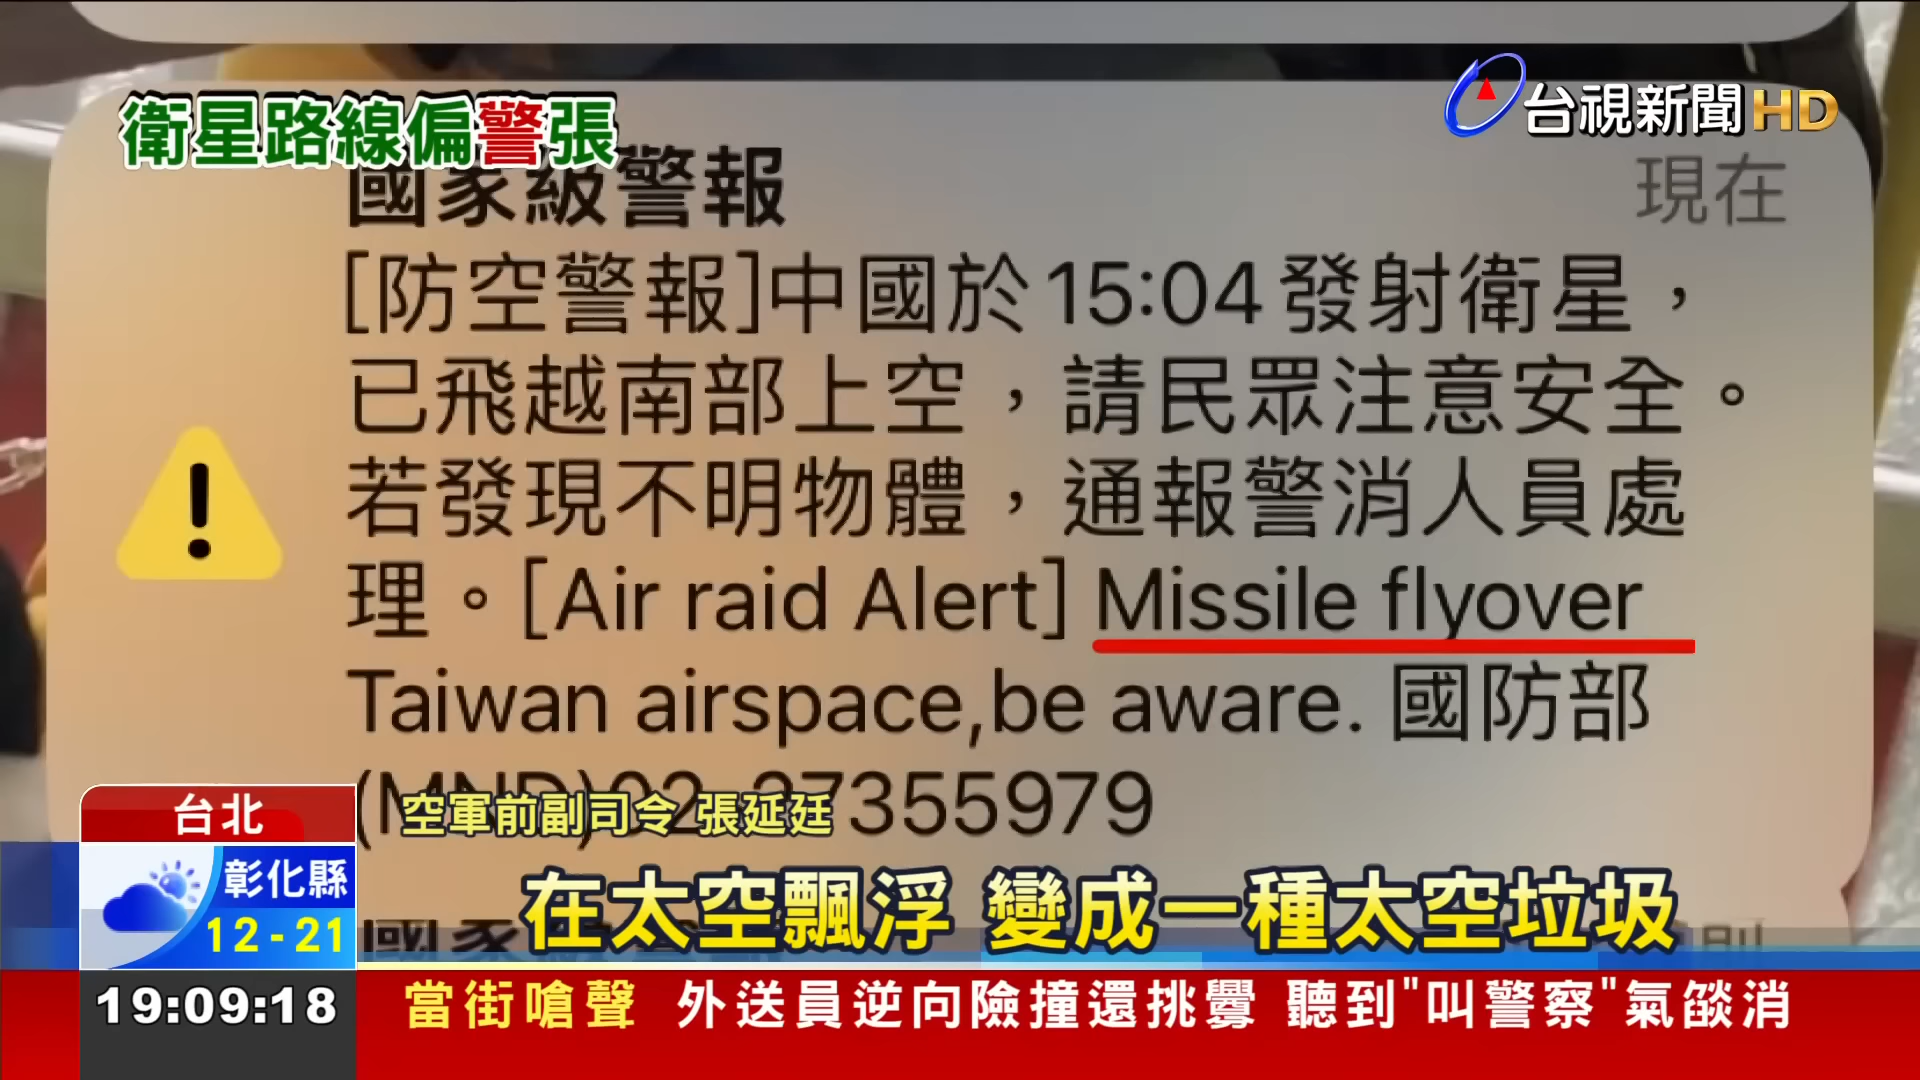 衛星路線偏警張
台視新聞HD
國家級警報
現在
[防空警報]中國於15:04發射衛星，
已飛越南部上空，請民眾注意安全。
若發現不明物體，通報警消人員處
理。[Air raid Alert] Missile flyover
Taiwan airspace,be aware. 國防部
(MND)02-27355979
台北
空軍前副司令 張延廷
彰化縣
12-21
在太空飄浮 變成一種太空垃圾
19:09:18
當街嗆聲 外送員逆向險撞還挑釁 聽到"叫警察"氣燄消